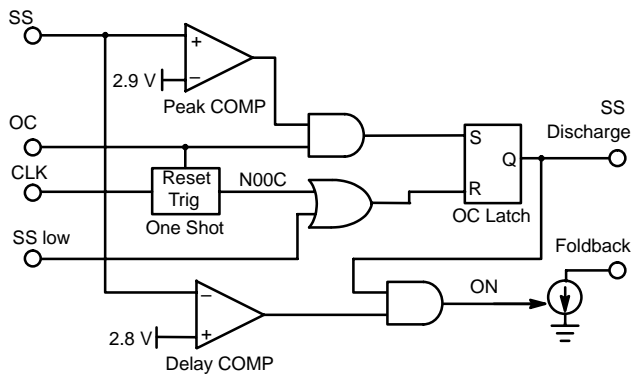 SS
+
2.9 V
−
Peak COMP
OC
SS
Discharge
S
Q
R
OC Latch
CLK
Reset
Trig
One Shot
N00C
SS low
Foldback
ON
−
2.8 V
+
Delay COMP